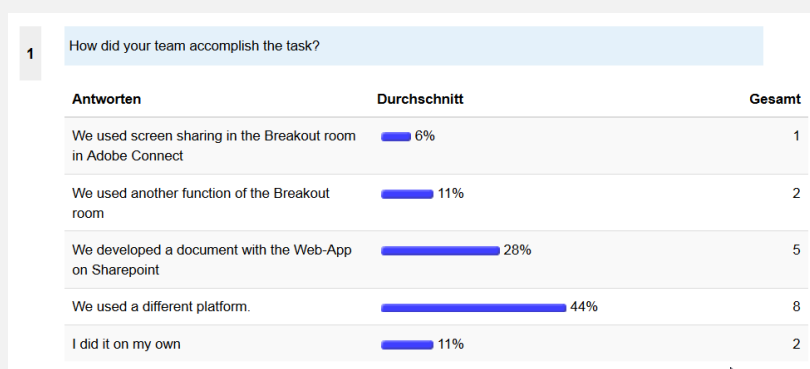 1
How did your team accomplish the task?
Antworten Durchschnitt Gesamt
We used screen sharing in the Breakout room 6% 1
in Adobe Connect
We used another function of the Breakout 11% 2
room
We developed a document with the Web-App 28% 5
on Sharepoint
We used a different platform. 44% 8
I did it on my own 11% 2